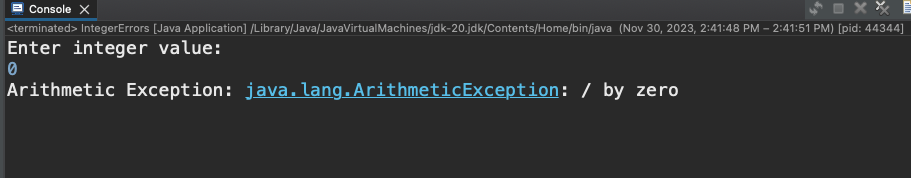 Console
<terminated> IntegerErrors [Java Application] /Library/Java/JavaVirtualMachines/jdk-20.jdk/Contents/Home/bin/java (Nov 30, 2023, 2:41:48 PM – 2:41:51 PM) [pid: 44344]
Enter integer value:
0
Arithmetic Exception: java.lang.ArithmeticException: / by zero